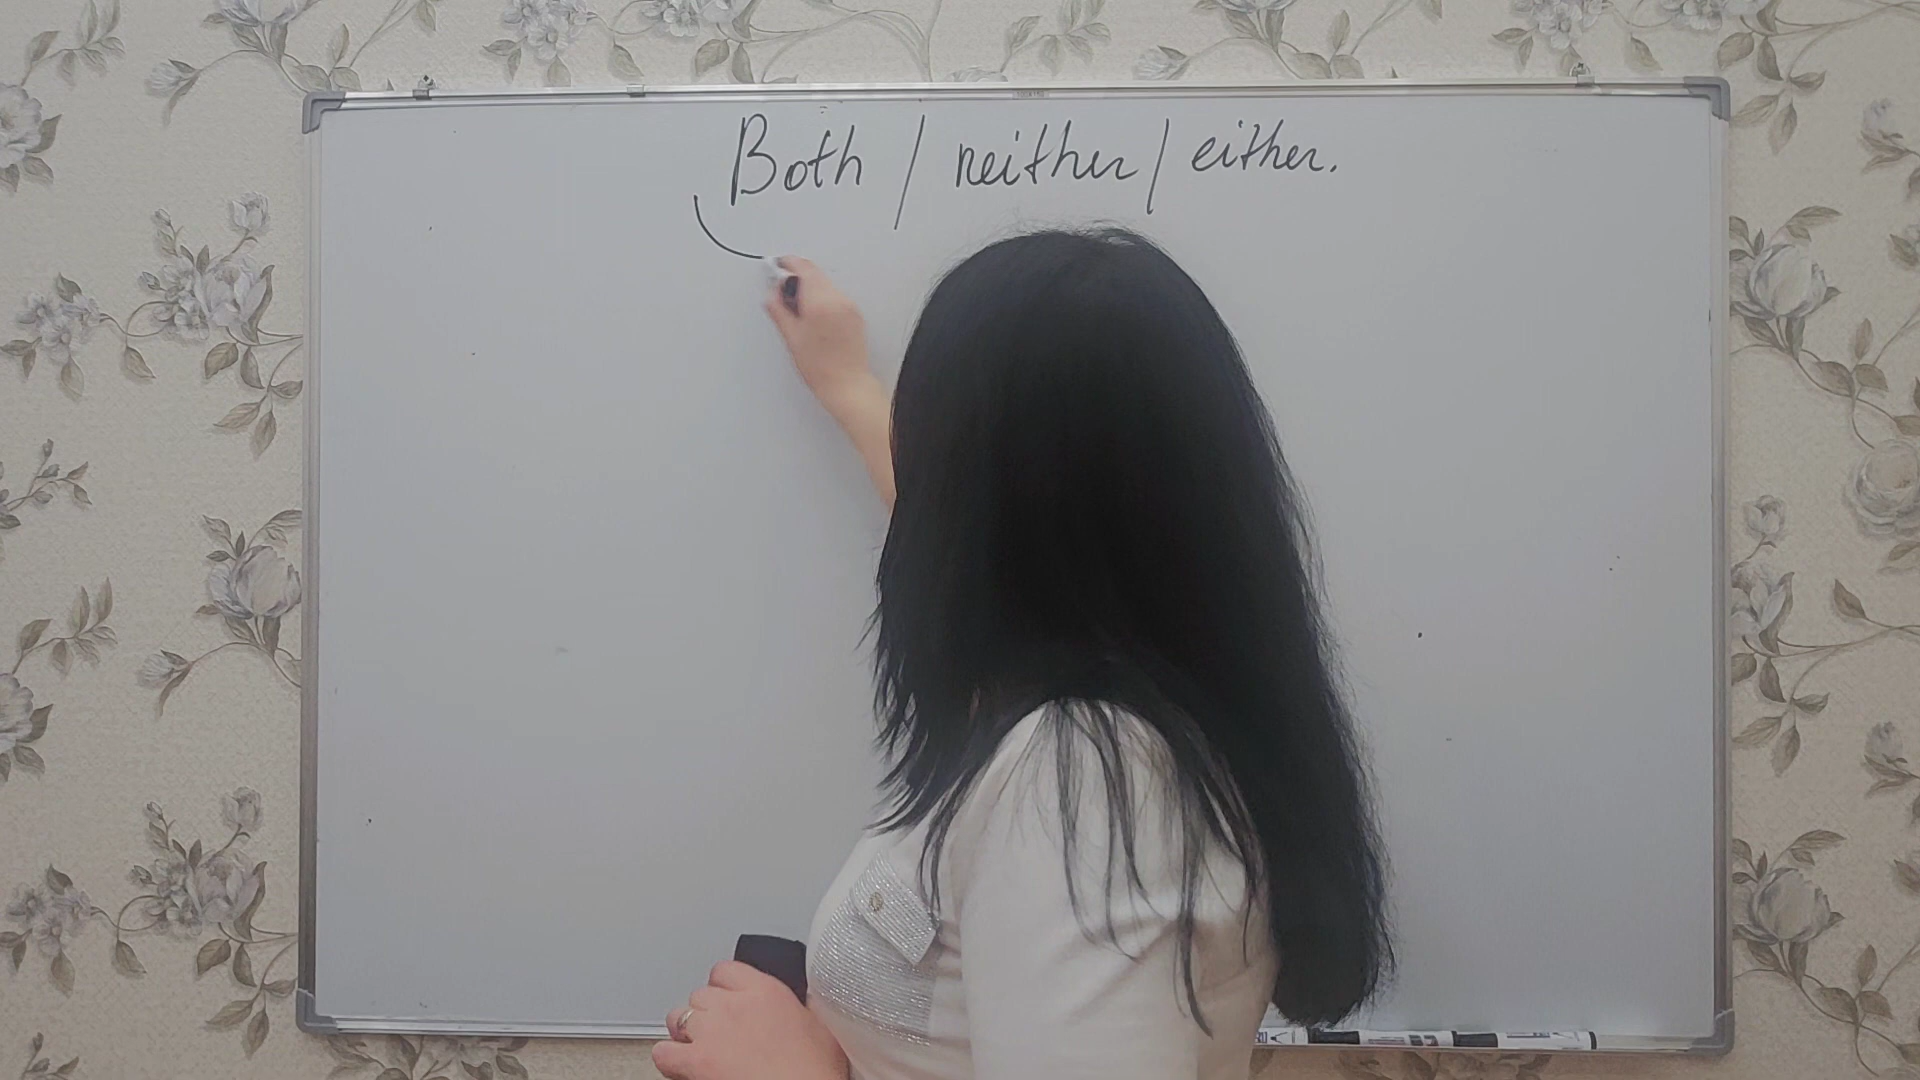 Both / neither / either.